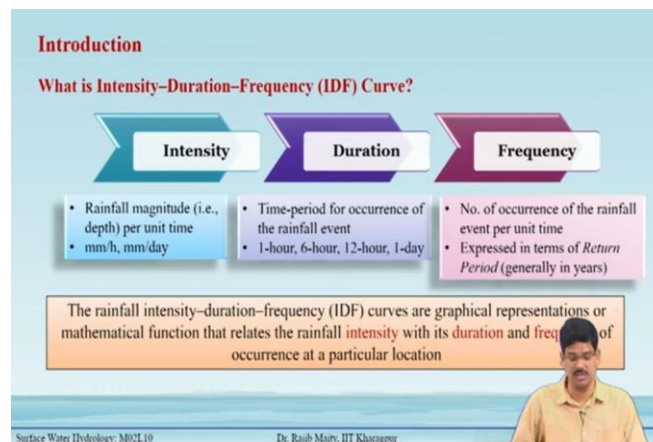 Introduction
What is Intensity–Duration–Frequency (IDF) Curve?
Intensity
Duration
Frequency
• Rainfall magnitude (i.e.,
depth) per unit time
• mm/h, mm/day
• Time-period for occurrence of
the rainfall event
• 1-hour, 6-hour, 12-hour, 1-day
• No. of occurrence of the rainfall
event per unit time
• Expressed in terms of Return
Period (generally in years)
The rainfall intensity–duration–frequency (IDF) curves are graphical representations or
mathematical function that relates the rainfall intensity with its duration and of
occurrence at a particular location
Surface Water Hydrology: M02L10
Dr. Rajib Maity, IIT Kharagpur